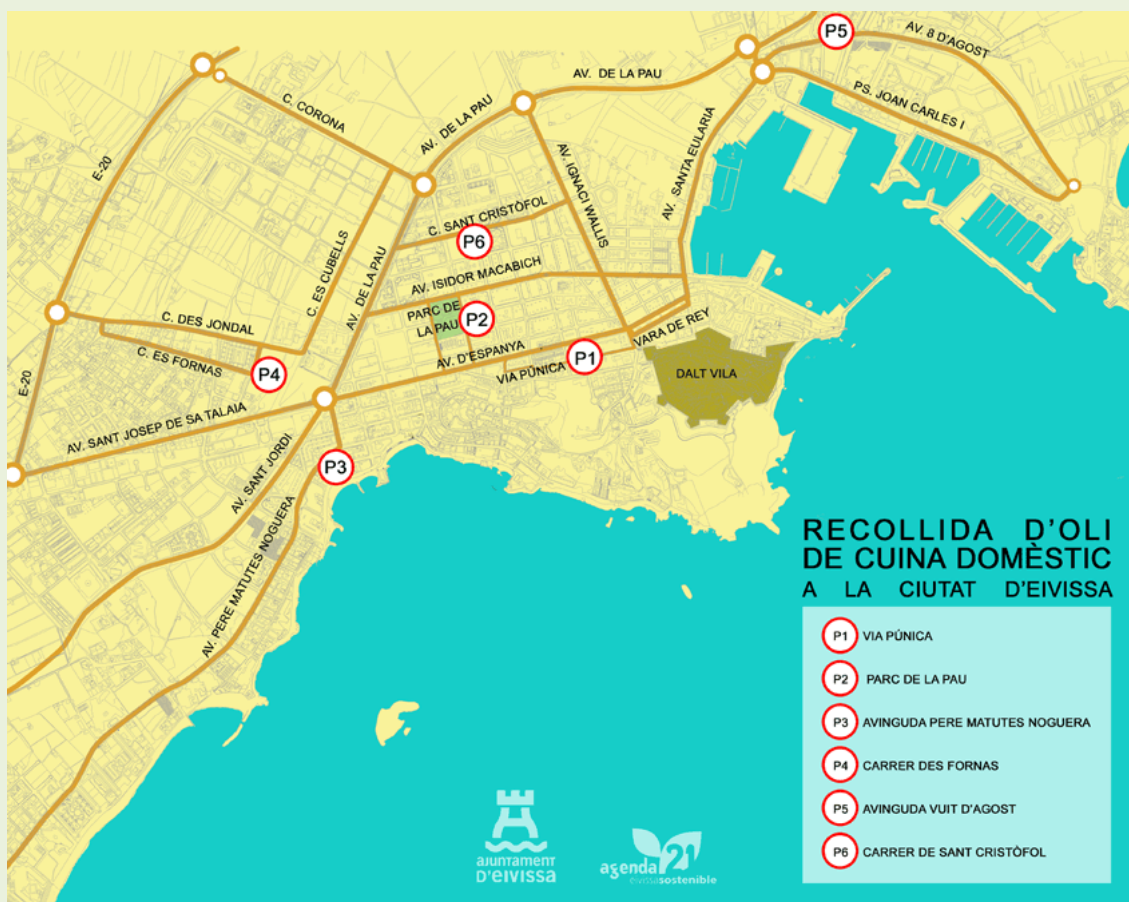 P5
AV. 8 D'AGOST
AV. DE LA PAU
PS. JOAN CARLES I
C. CORONA
AV. DE LA PAU
E-20
AV. IGNACI WALLIS
AV. SANTA EULARIA
C. SANT CRISTÒFOL
P6
C. ES CUBELLS
AV. DE LA PAU
AV. ISIDOR MACABICH
PARC DE
LA PAU
P2
C. DES JONDAL
VARA DE REY
AV. D'ESPANYA
P1
VIA PÚNICA
C. ES FORNAS
P4
DALT VILA
E-20
AV. SANT JOSEP DE SA TALAIA
P3
AV. SANT JORDI
AV. PERE MATUTES NOGUERA
RECOLLIDA D'OLI
DE CUINA DOMÈSTIC
A LA CIUTAT D'EIVISSA
P1 VIA PÚNICA
P2 PARC DE LA PAU
P3 AVINGUDA PERE MATUTES NOGUERA
P4 CARRER DES FORNAS
P5 AVINGUDA VUIT D'AGOST
P6 CARRER DE SANT CRISTÒFOL
ajuntament
D'EIVISSA
agenda 21
eivissasostenible